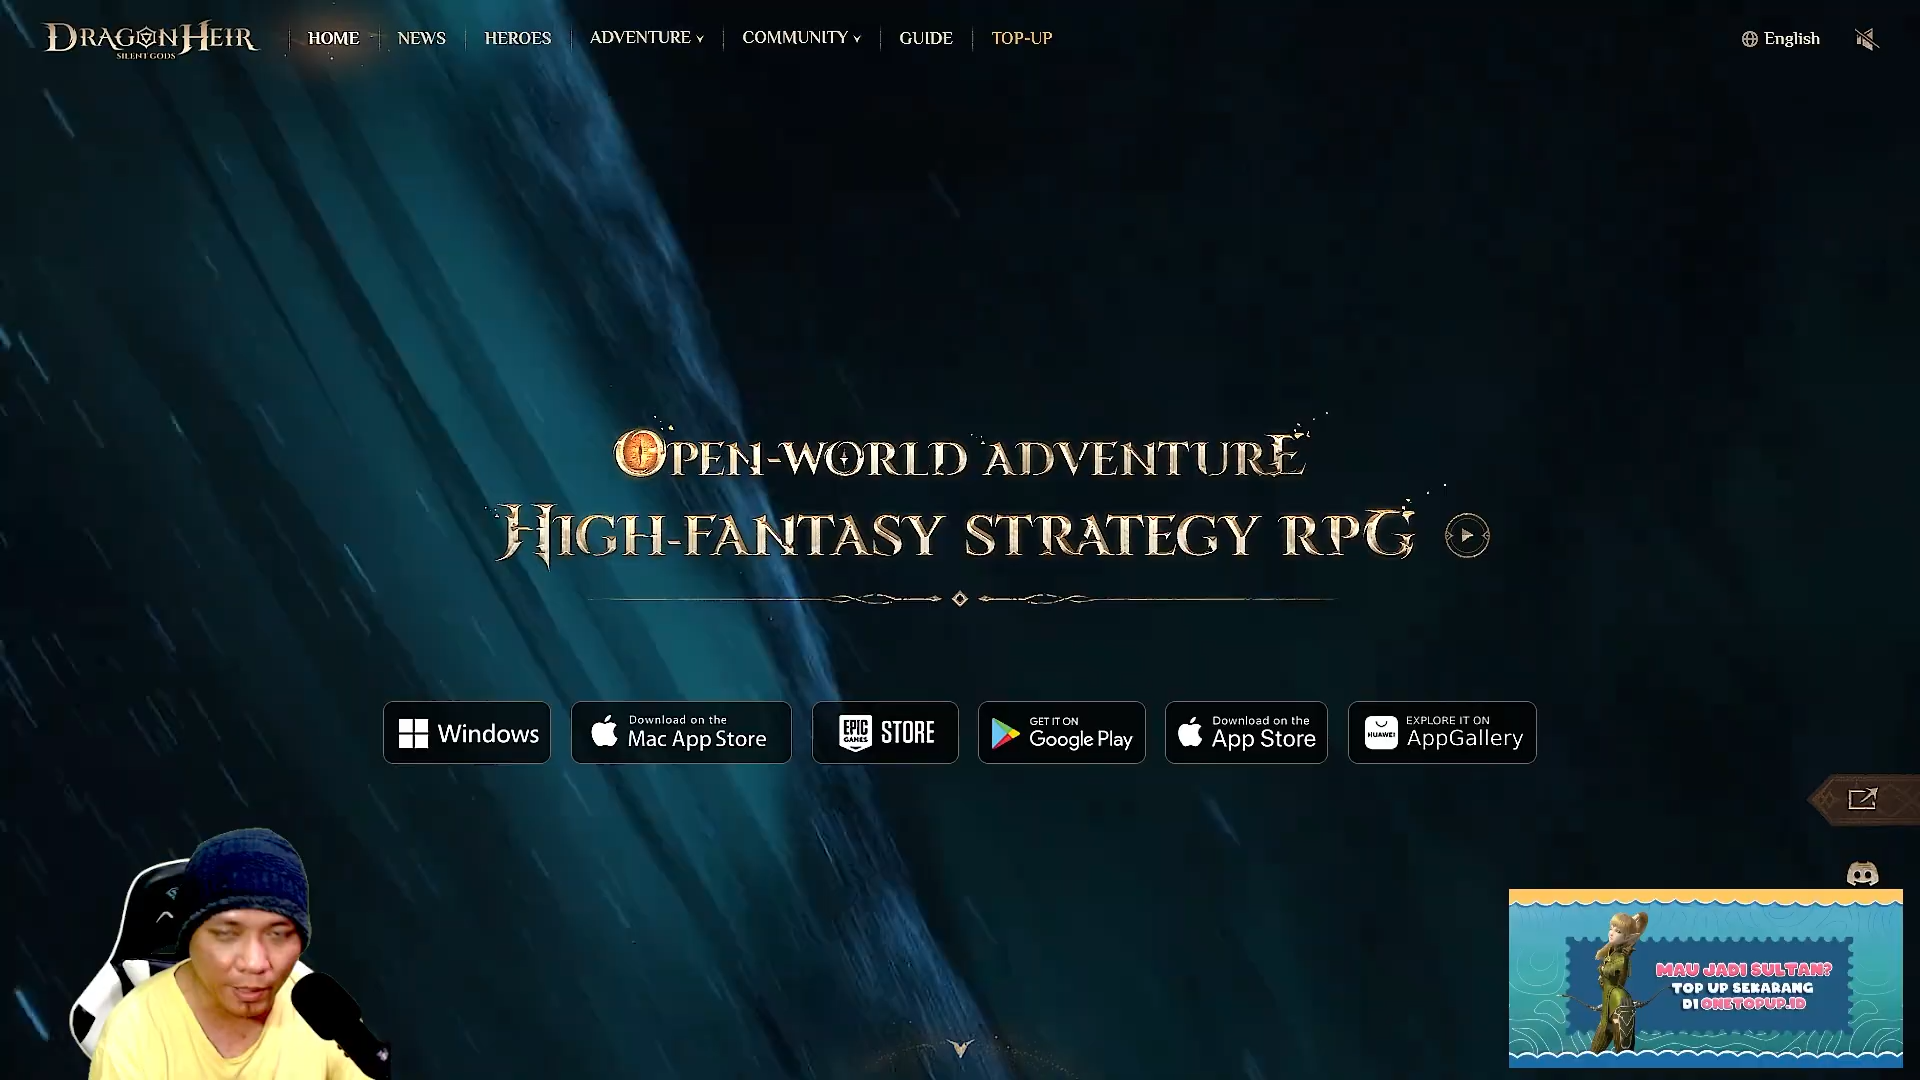 DRAGONHEIR
SILENT GODS
HOME
NEWS
HEROES
ADVENTURE
COMMUNITY
GUIDE
TOP-UP
English
OPEN-WORLD ADVENTURE
HIGH-FANTASY STRATEGY RPG
Windows
Download on the
Mac App Store
EPIC
GAMES
STORE
GET IT ON
Google Play
Download on the
App Store
HUAWEI
EXPLORE IT ON
AppGallery
MAU JADI SULTAN?
TOP UP SEKARANG
DI ONETOPUP.ID